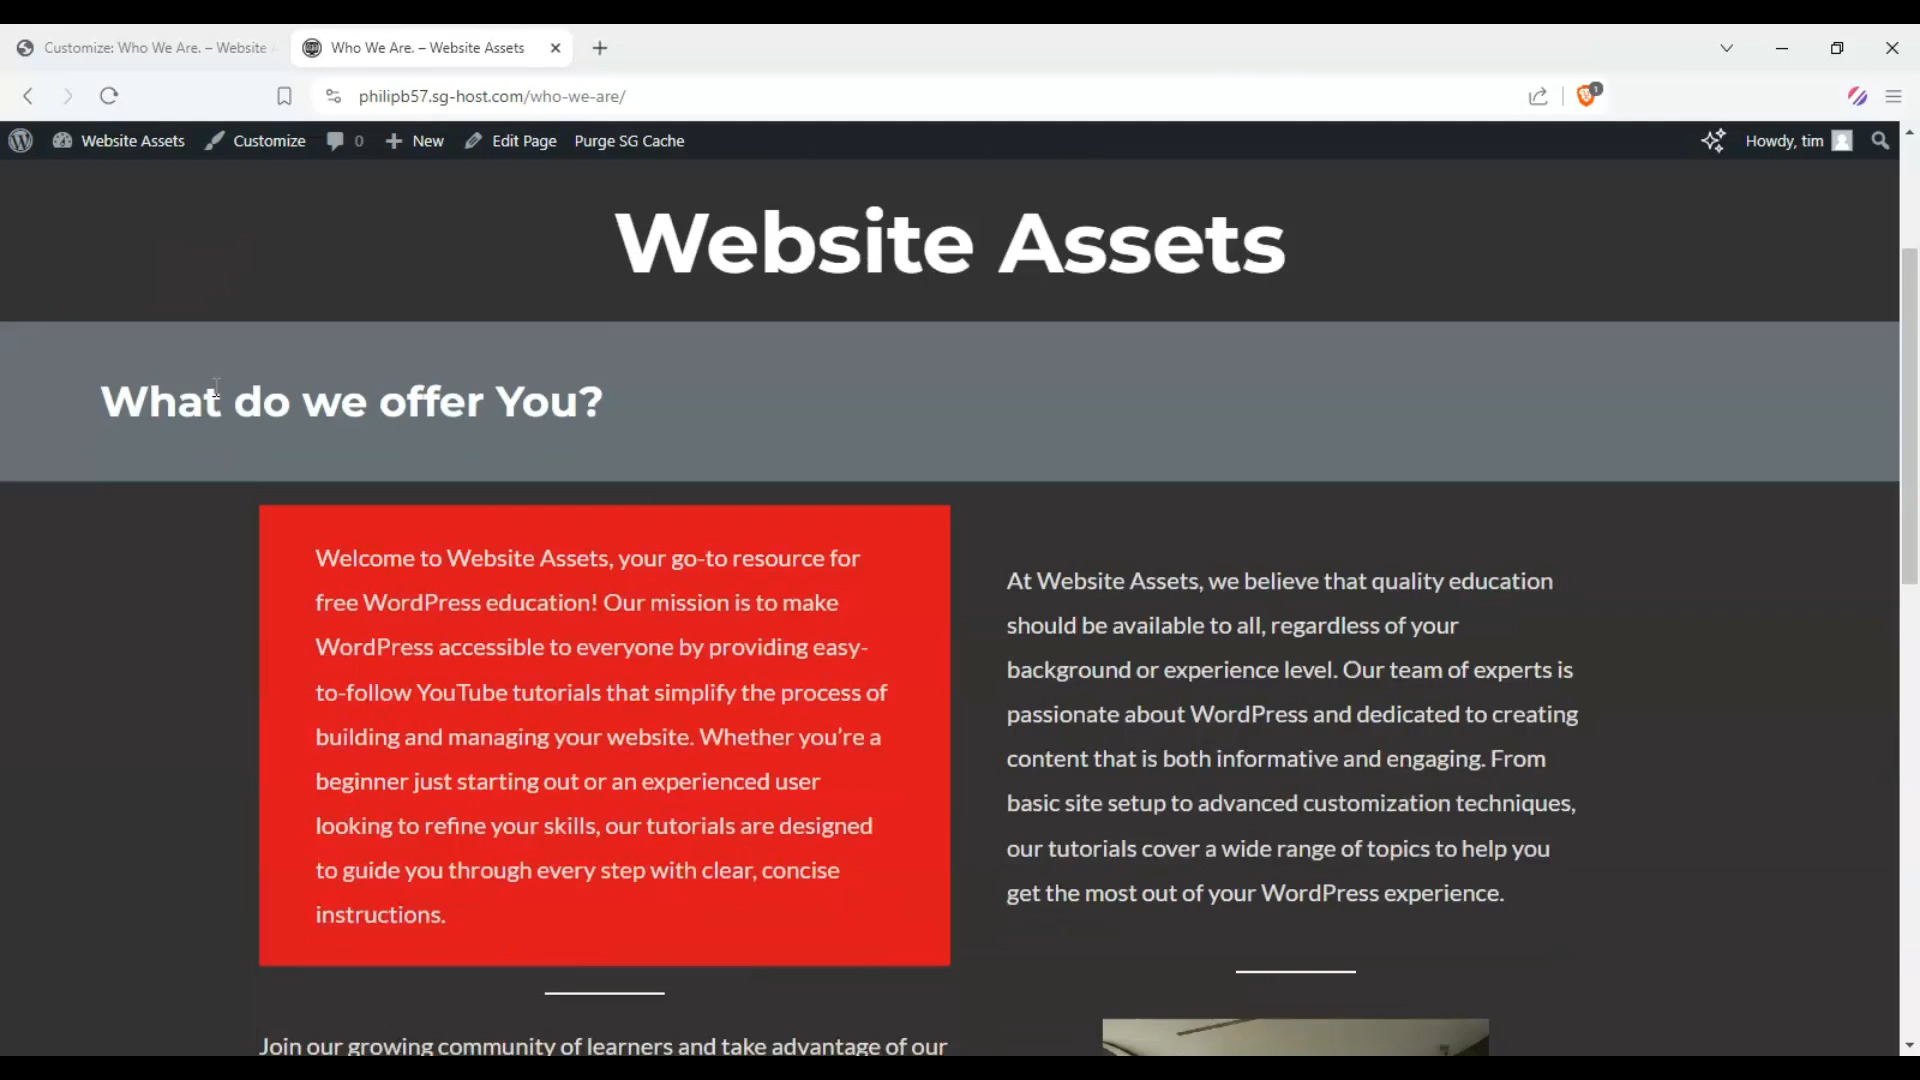 Customize: Who We Are. – Website
Who We Are. – Website Assets
philipb57.sg-host.com/who-we-are/
1
Website Assets
Customize
0
New
Edit Page
Purge SG Cache
Howdy, tim
Website Assets
What do we offer You?
Welcome to Website Assets, your go-to resource for
free WordPress education! Our mission is to make
WordPress accessible to everyone by providing easy-
to-follow YouTube tutorials that simplify the process of
building and managing your website. Whether you’re a
beginner just starting out or an experienced user
looking to refine your skills, our tutorials are designed
to guide you through every step with clear, concise
instructions.
At Website Assets, we believe that quality education
should be available to all, regardless of your
background or experience level. Our team of experts is
passionate about WordPress and dedicated to creating
content that is both informative and engaging. From
basic site setup to advanced customization techniques,
our tutorials cover a wide range of topics to help you
get the most out of your WordPress experience.
Join our growing community of learners and take advantage of our